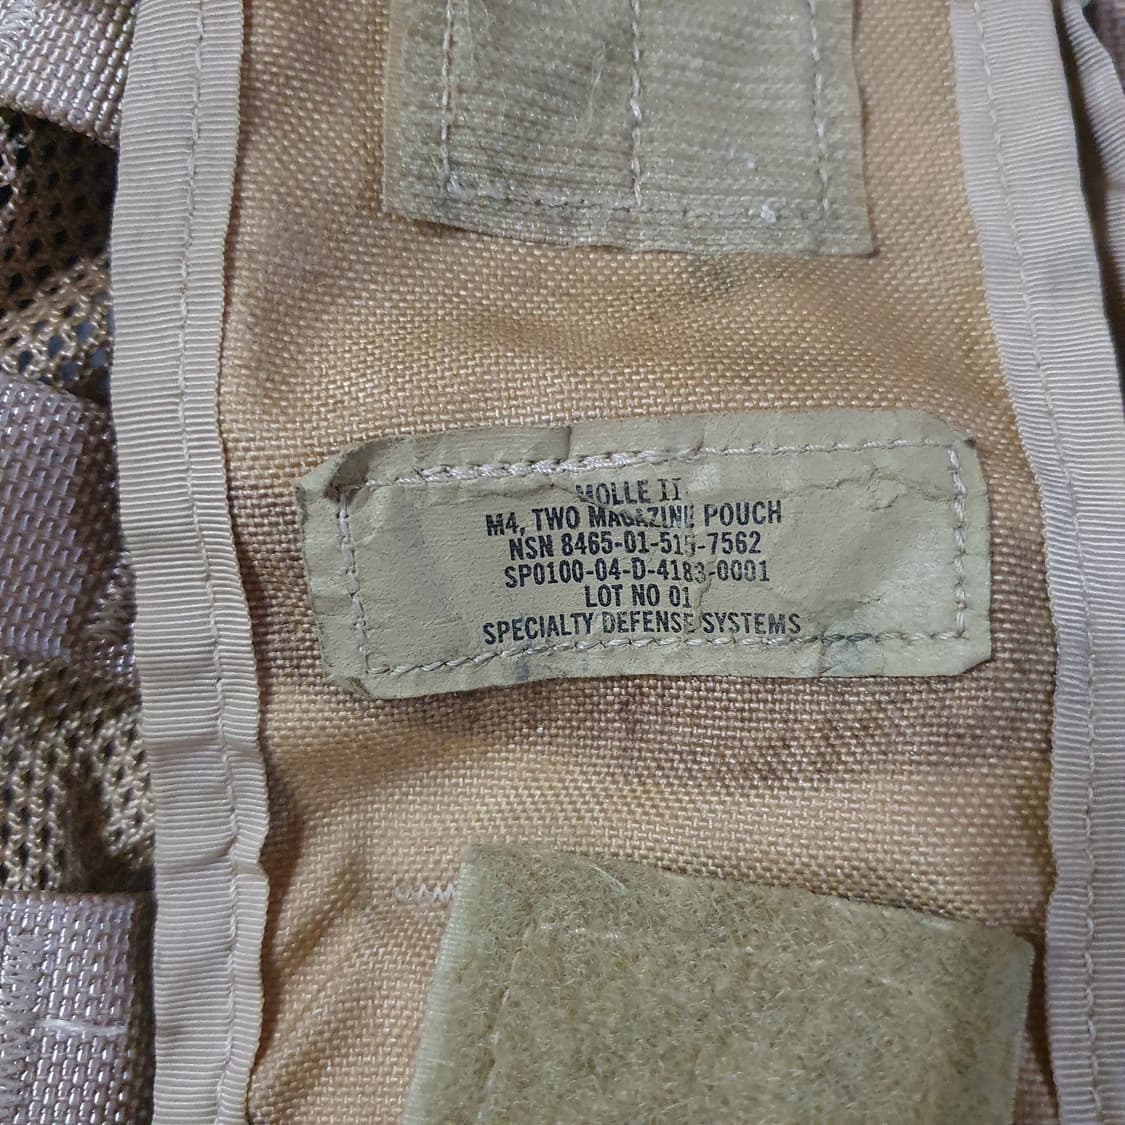 MOLLE II
M4, TWO MAGAZINE POUCH
NSN 8465-01-515-7562
SP0100-04-D-4183-0001
LOT NO 01
SPECIALTY DEFENSE SYSTEMS